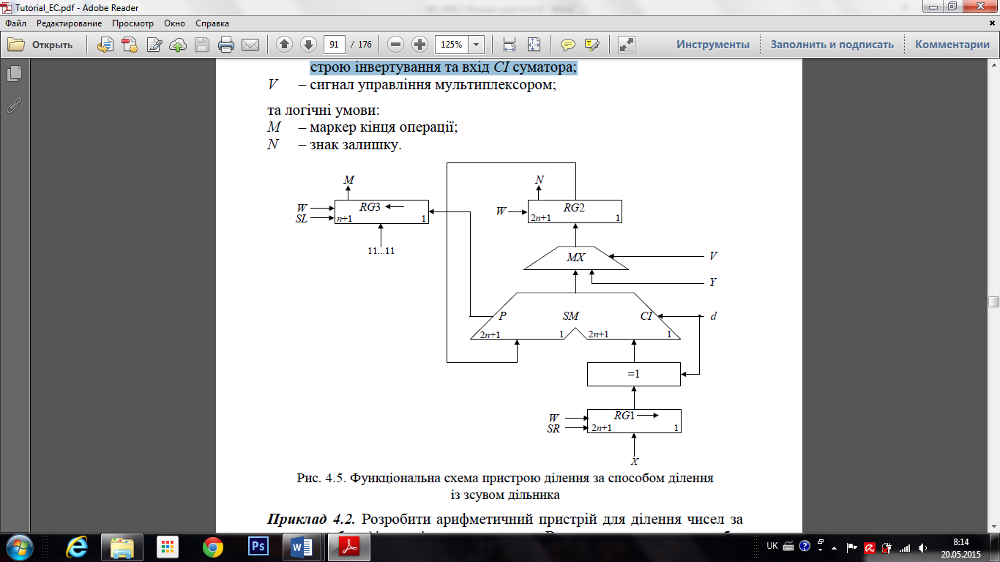 Tutorial_EC.pdf - Adobe Reader
Файл Редактирование Просмотр Окно Справка
Открыть 91 / 176 125% Инструменты Заполнить и подписать Комментарии
строю інвертування та вхід CI суматора;
V – сигнал управління мультиплексором;
та логічні умови:
M – маркер кінця операції;
N – знак залишку.
M N
W RG3 W RG2
SL n+1 1 2n+1 1
11...11
MX V
Y
P SM CI d
2n+1 1 2n+1 1
=1
W RG1
SR 2n+1 1
X
Рис. 4.5. Функціональна схема пристрою ділення за способом ділення
із зсувом дільника
Приклад 4.2. Розробити арифметичний пристрій для ділення чисел за
UK 8:14
20.05.2015